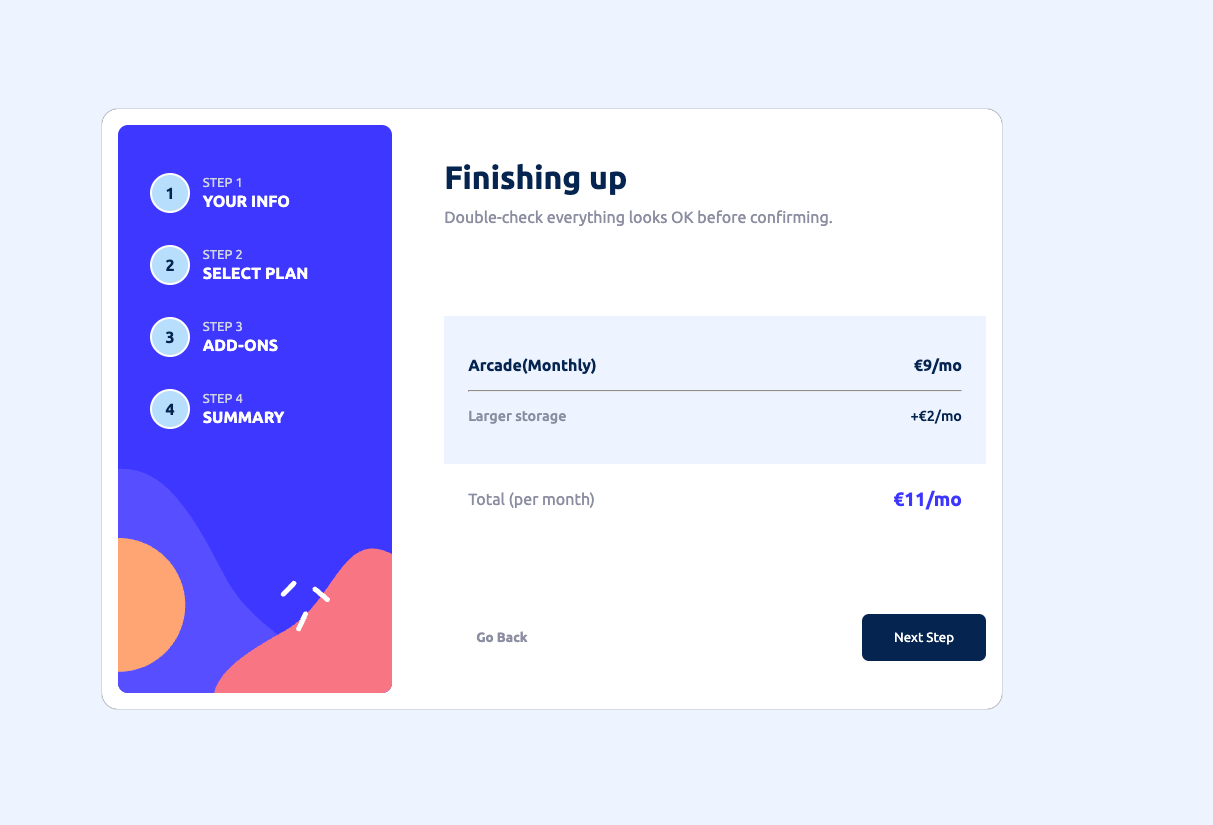 1
STEP 1
YOUR INFO
2
STEP 2
SELECT PLAN
3
STEP 3
ADD-ONS
4
STEP 4
SUMMARY
Finishing up
Double-check everything looks OK before confirming.
Arcade(Monthly) €9/mo
Larger storage +€2/mo
Total (per month) €11/mo
Go Back Next Step